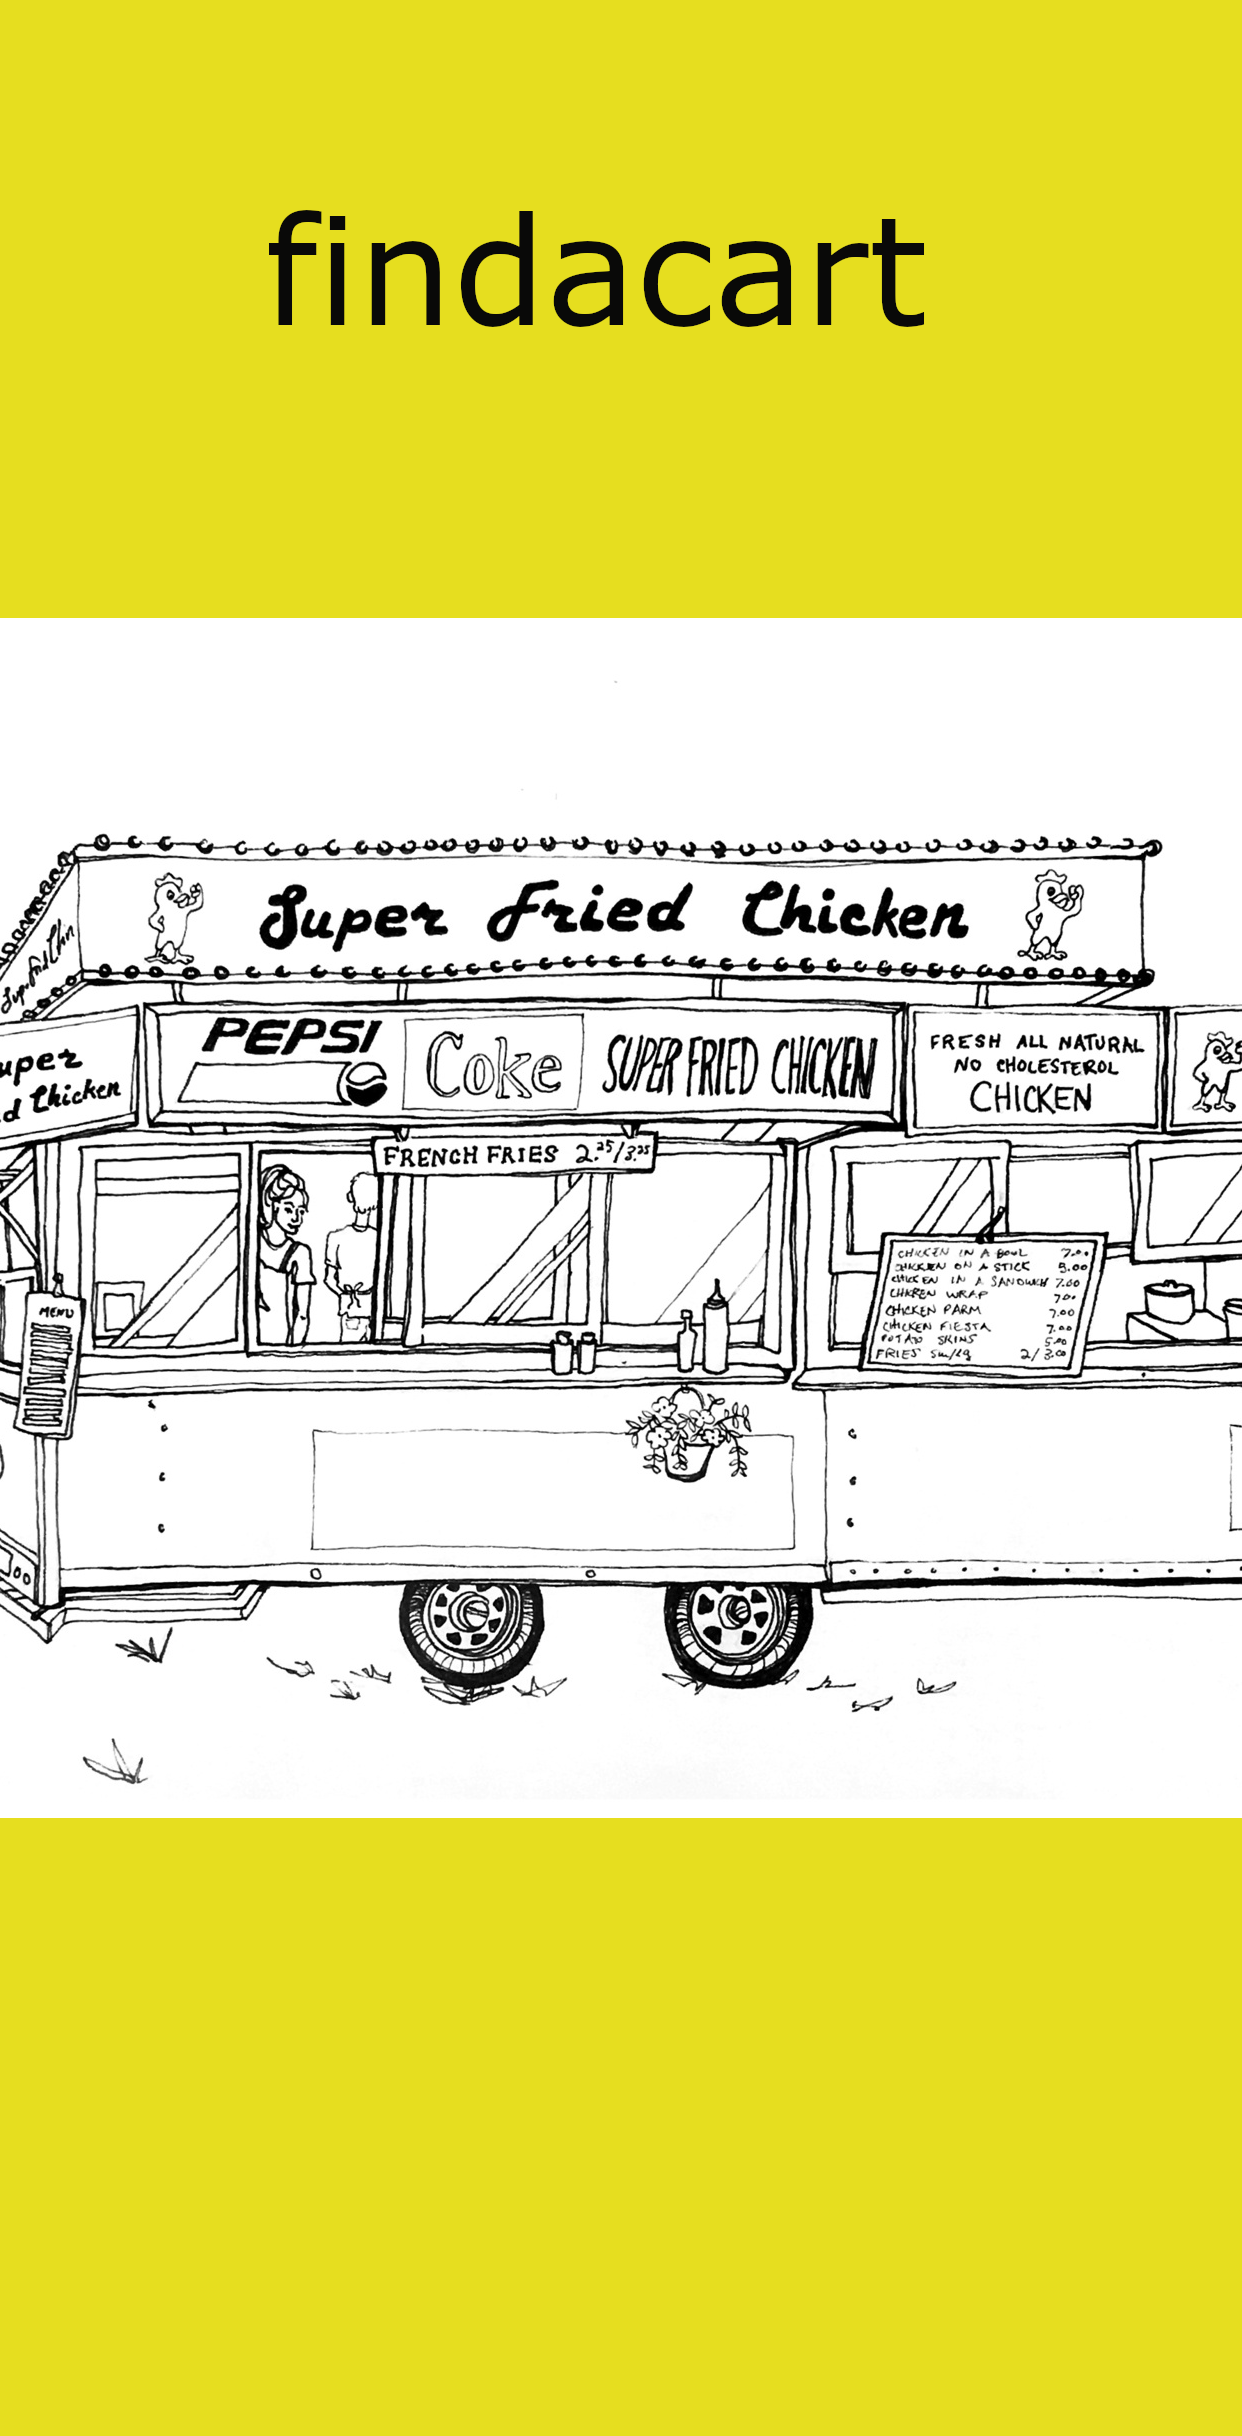 findacart
Super Fried Chicken
Super Fried Chicken
PEPSI
Coke
SUPER FRIED CHICKEN
FRESH ALL NATURAL
NO CHOLESTEROL
CHICKEN
FRENCH FRIES 2.25/3.25
MENU
CHICKEN IN A BOWL 7.00
CHICKEN ON A STICK 5.00
CHICKEN IN A SANDWICH 7.00
CHICKEN WRAP 7.00
CHICKEN PARM 7.00
CHICKEN FIESTA 7.00
POTATO SKINS 5.00
FRIES Sm/Lg 2/3.00